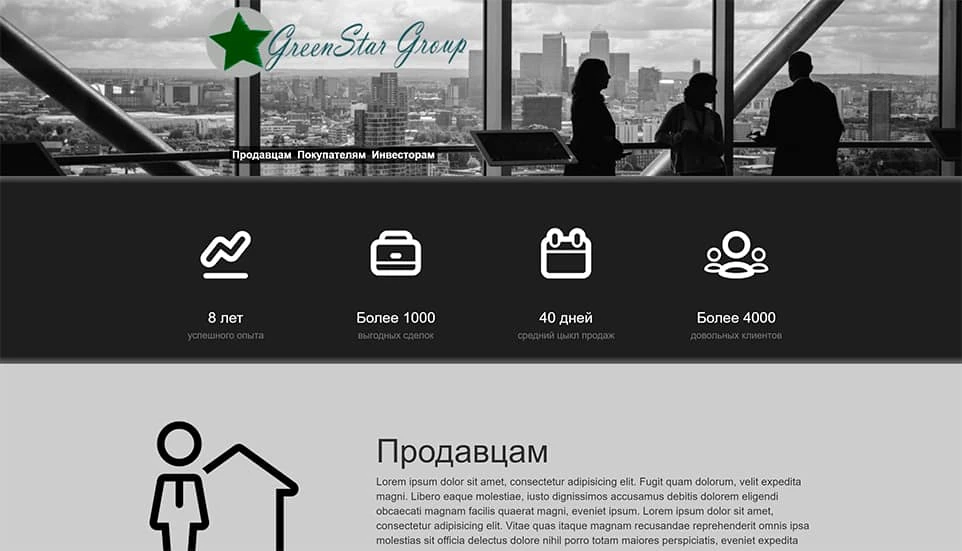 GreenStar Group
Продавцам Покупателям Инвесторам
8 лет
успешного опыта
Более 1000
выгодных сделок
40 дней
средний цыкл продаж
Более 4000
довольных клиентов
Продавцам
Lorem ipsum dolor sit amet, consectetur adipisicing elit. Fugit quam dolorum, velit expedita
magni. Libero eaque molestiae, iusto dignissimos accusamus debitis dolorem eligendi
obcaecati magnam facilis quaerat magni, eveniet ipsum. Lorem ipsum dolor sit amet,
consectetur adipisicing elit. Vitae quas itaque magnam recusandae reprehenderit omnis ipsa
molestias sit officia delectus dolore nihil porro totam maiores perspiciatis, eveniet expedita